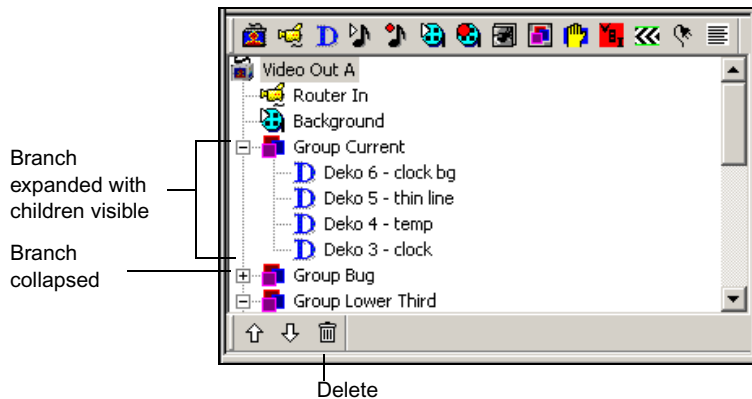 D
VBI
Video Out A
Router In
Background
Group Current
D Deko 6 - clock bg
D Deko 5 - thin line
D Deko 4 - temp
D Deko 3 - clock
Group Bug
Group Lower Third
Branch
expanded with
children visible
Branch
collapsed
Delete